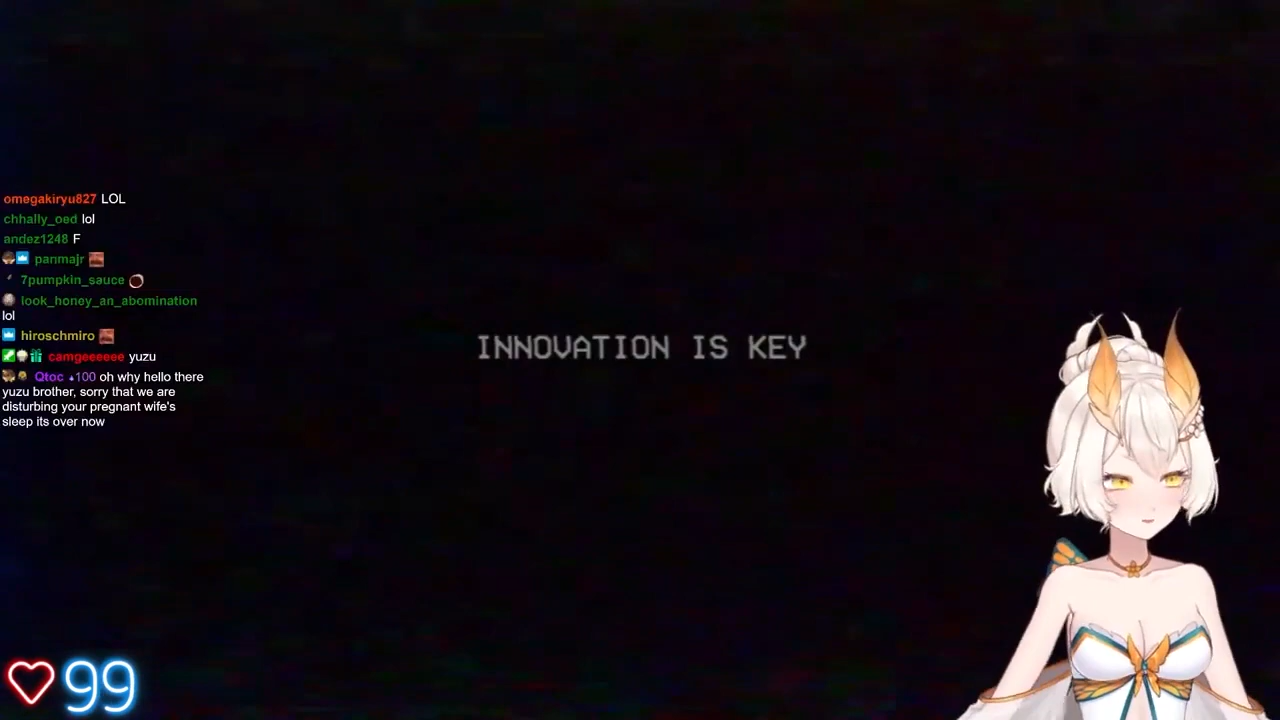 omegakiryu827 LOL
chhally_oed lol
andez1248 F
panmajr
7pumpkin_sauce
look_honey_an_abomination
lol
hiroschmiro
camgeeeeee yuzu
Qtoc ▲100 oh why hello there
yuzu brother, sorry that we are
disturbing your pregnant wife's
sleep its over now
INNOVATION IS KEY
99